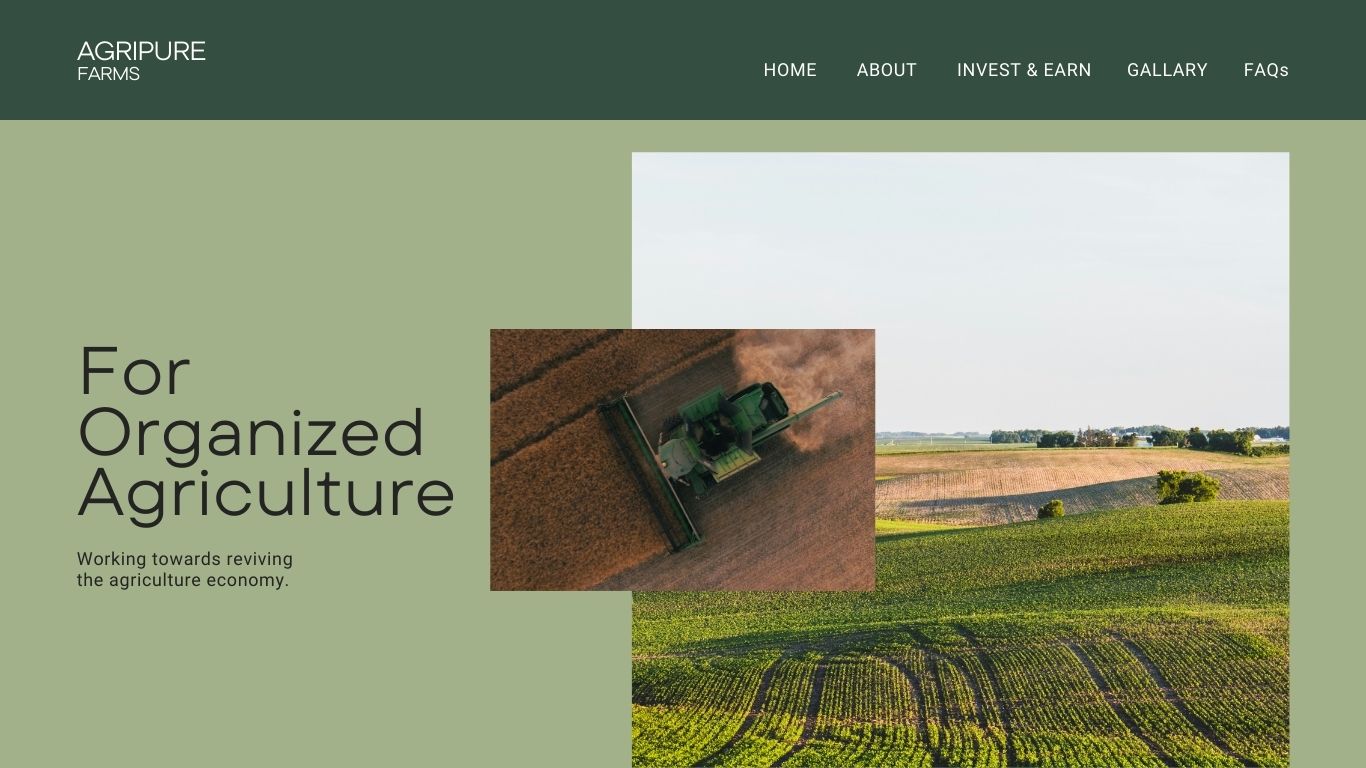 AGRIPURE
FARMS
HOME ABOUT INVEST & EARN GALLARY FAQs
For
Organized
Agriculture
Working towards reviving
the agriculture economy.